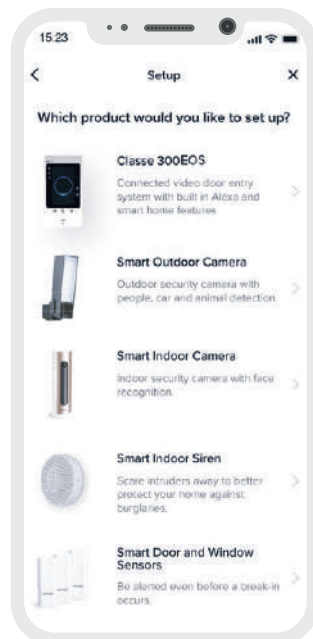 15:23
Setup
Which product would you like to set up?
Classe 300EOS
Connected video door entry
system with built in Alexa and
smart home features
Smart Outdoor Camera
Outdoor security camera with
people, car and animal detection.
Smart Indoor Camera
Indoor security camera with face
recognition.
Smart Indoor Siren
Scare intruders away to better
protect your home against
burglaries.
Smart Door and Window
Sensors
Be alerted even before a break-in
occurs.